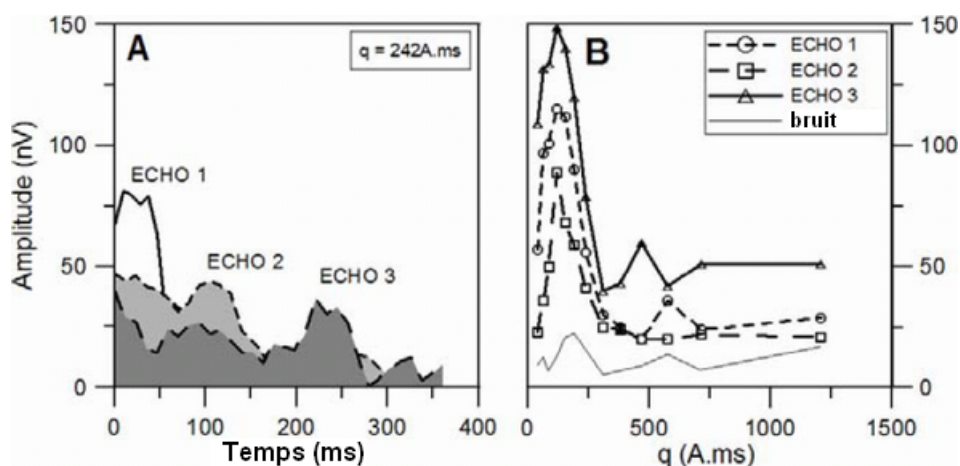 150
100
50
0
Amplitude (nV)
A
q = 242A.ms
ECHO 1
ECHO 2
ECHO 3
0 100 200 300 400
Temps (ms)
B
ECHO 1
ECHO 2
ECHO 3
bruit
150
100
50
0
0 500 1000 1500
q (A.ms)